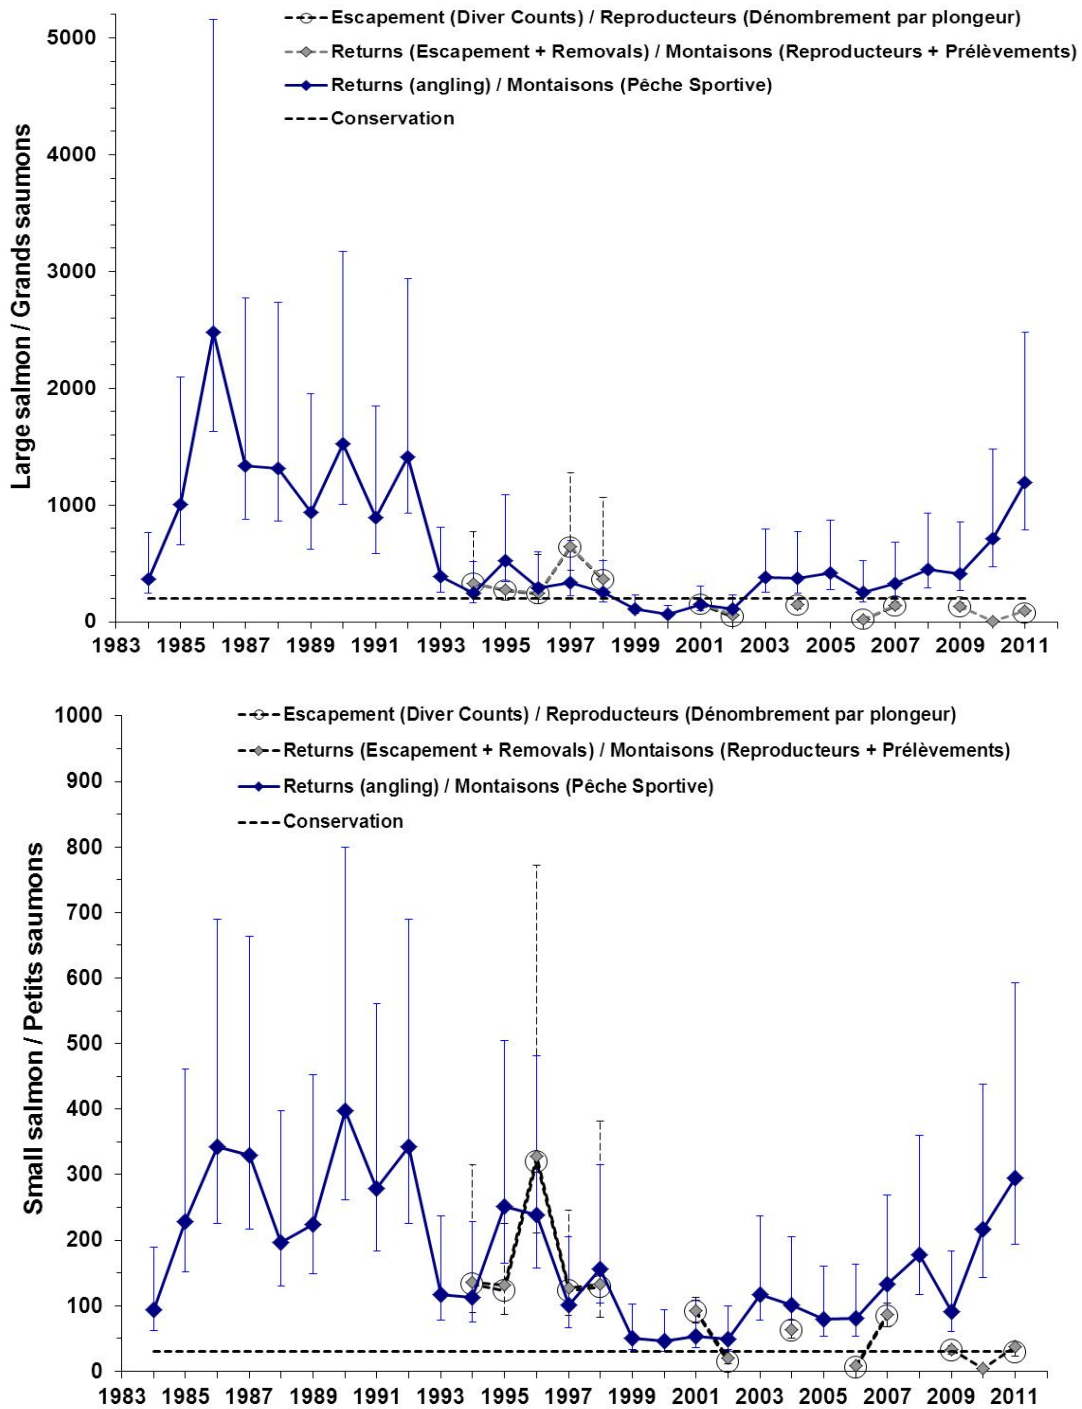 Escapement (Diver Counts) / Reproducteurs (Dénombrement par plongeur)
Returns (Escapement + Removals) / Montaisons (Reproducteurs + Prélèvements)
Returns (angling) / Montaisons (Pêche Sportive)
Conservation
Large salmon / Grands saumons
5000
4000
3000
2000
1000
0
1983 1985 1987 1989 1991 1993 1995 1997 1999 2001 2003 2005 2007 2009 2011
Escapement (Diver Counts) / Reproducteurs (Dénombrement par plongeur)
Returns (Escapement + Removals) / Montaisons (Reproducteurs + Prélèvements)
Returns (angling) / Montaisons (Pêche Sportive)
Conservation
Small salmon / Petits saumons
1000
900
800
700
600
500
400
300
200
100
0
1983 1985 1987 1989 1991 1993 1995 1997 1999 2001 2003 2005 2007 2009 2011